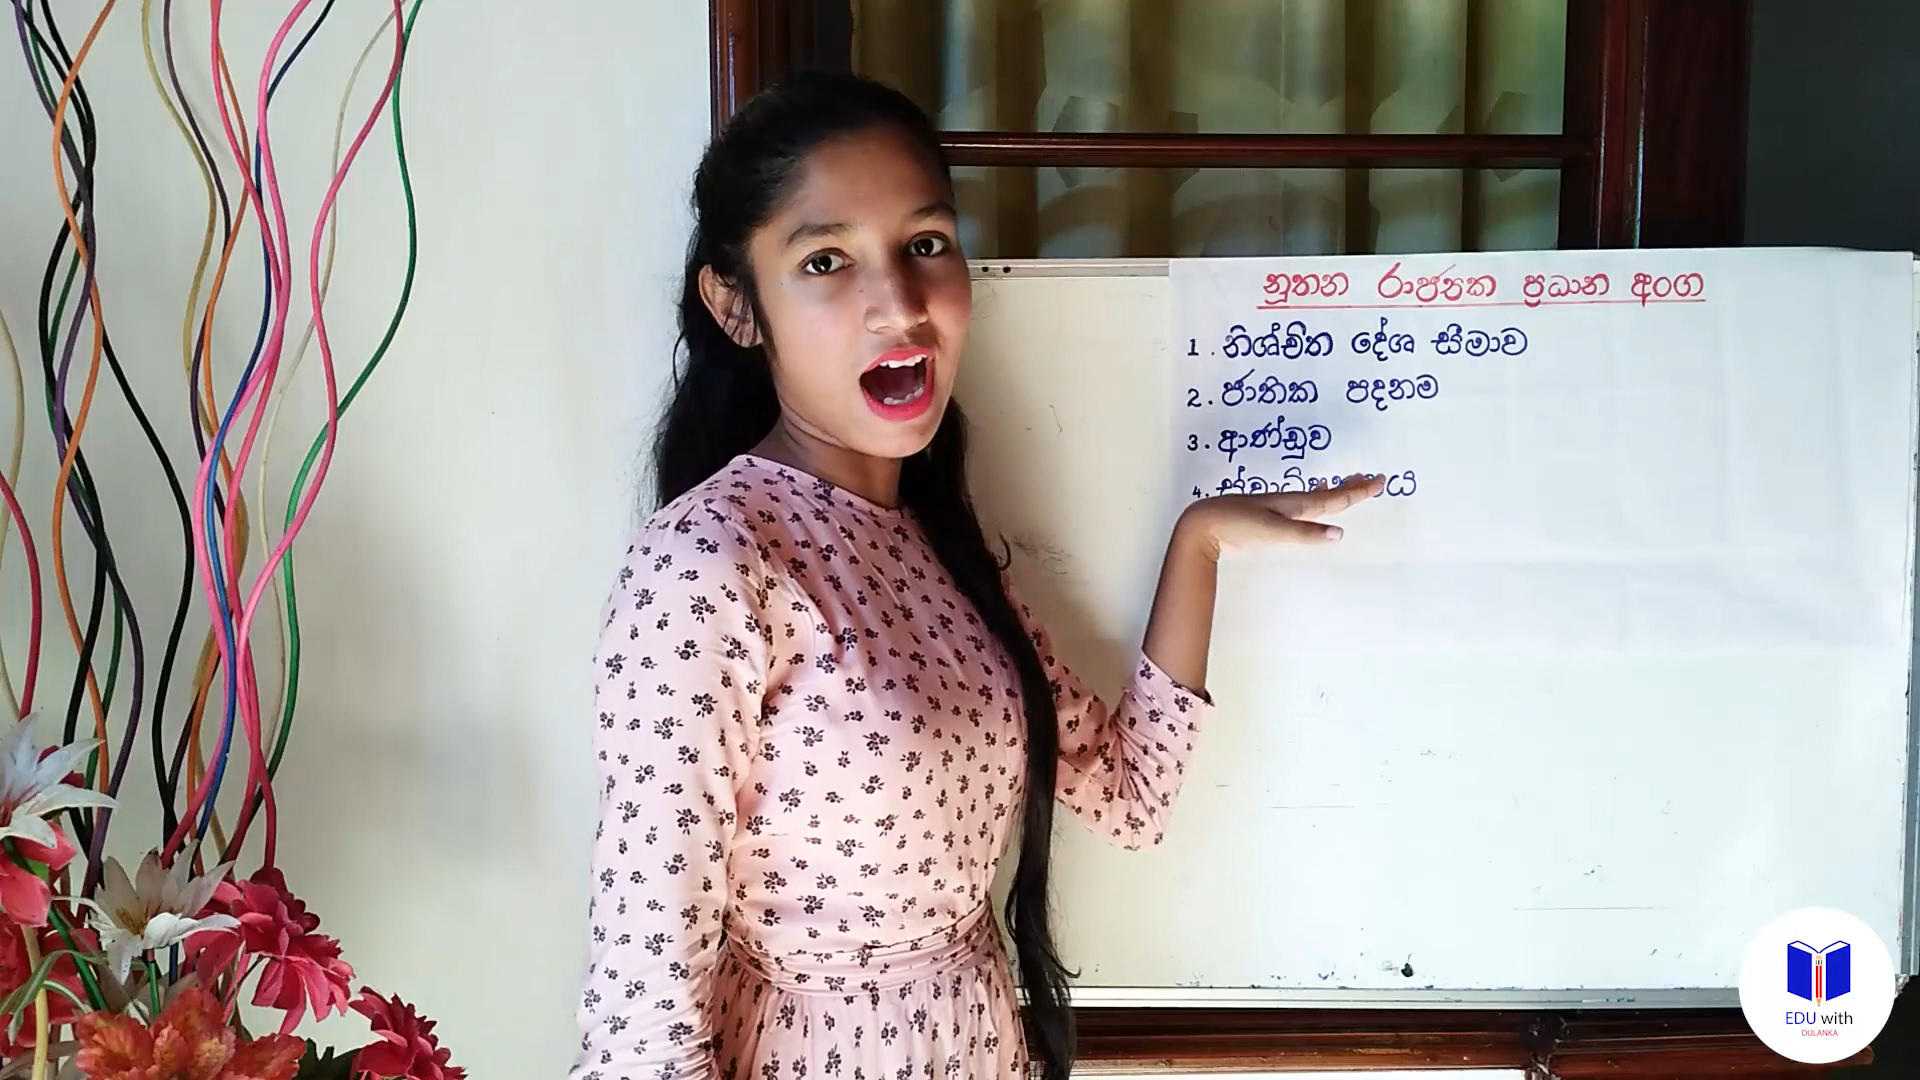 නූතන රාජ්‍යක ප්‍රධාන අංග
1. නිශ්චිත දේශ සීමාව
2. ජාතික පදනම
3. ආණ්ඩුව
4.
EDU with
DULANKA